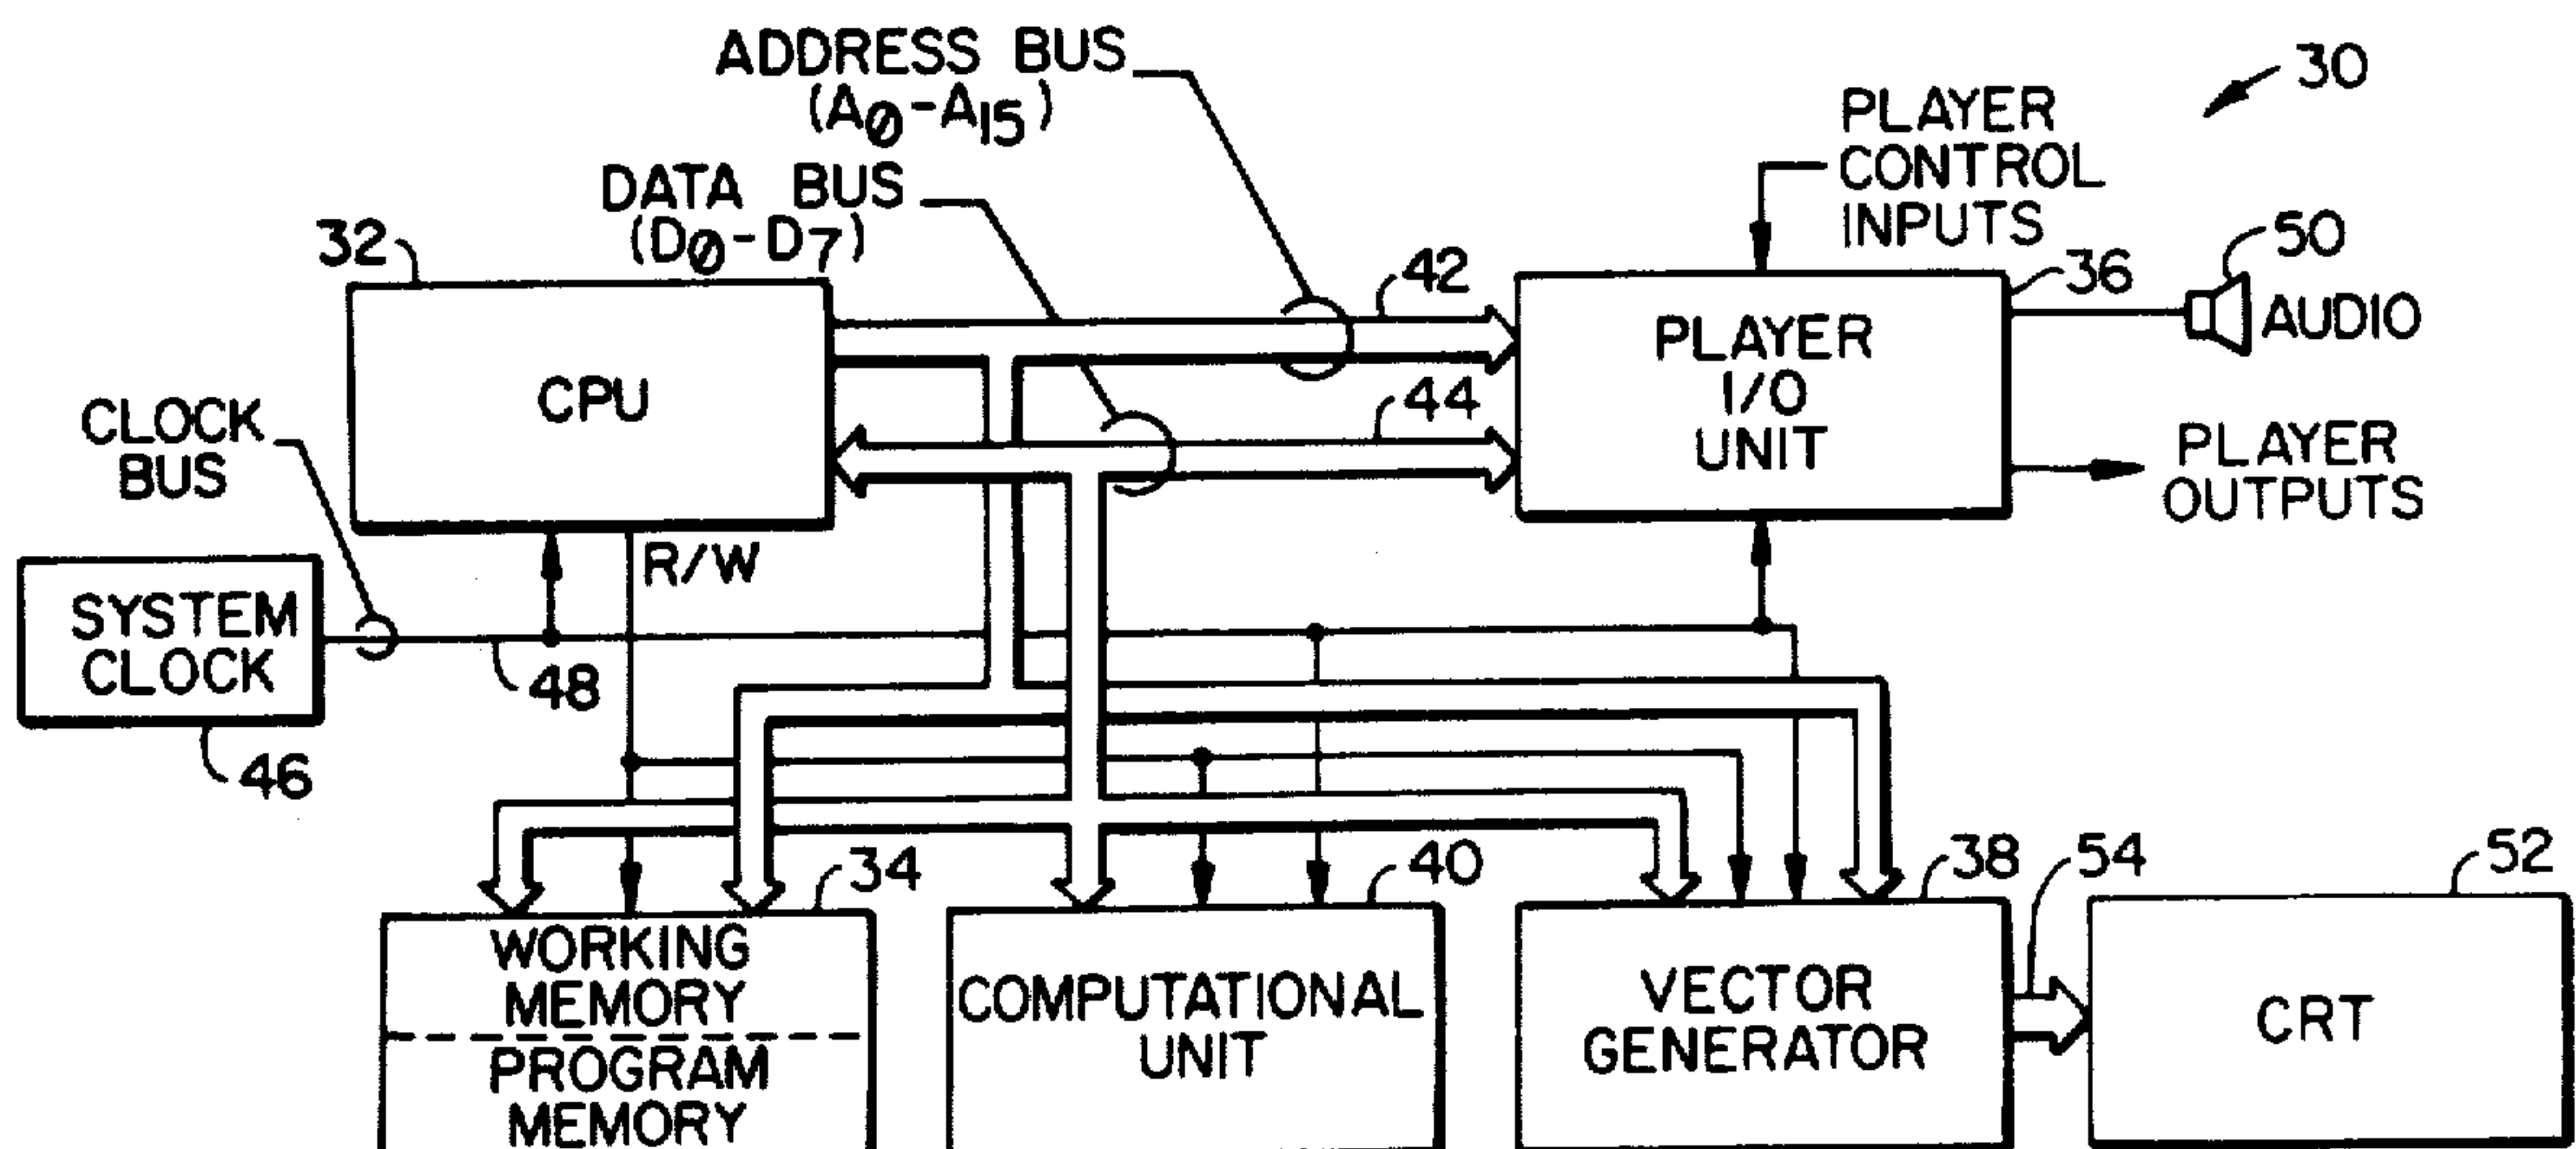 ADDRESS BUS
(A0-A15)
30
PLAYER
CONTROL
INPUTS
DATA BUS
(D0-D7)
32
42
36
50
AUDIO
PLAYER
I/O
UNIT
CPU
44
CLOCK
BUS
PLAYER
OUTPUTS
R/W
SYSTEM
CLOCK
48
46
34
40
38
54
52
WORKING
MEMORY
PROGRAM
MEMORY
COMPUTATIONAL
UNIT
VECTOR
GENERATOR
CRT